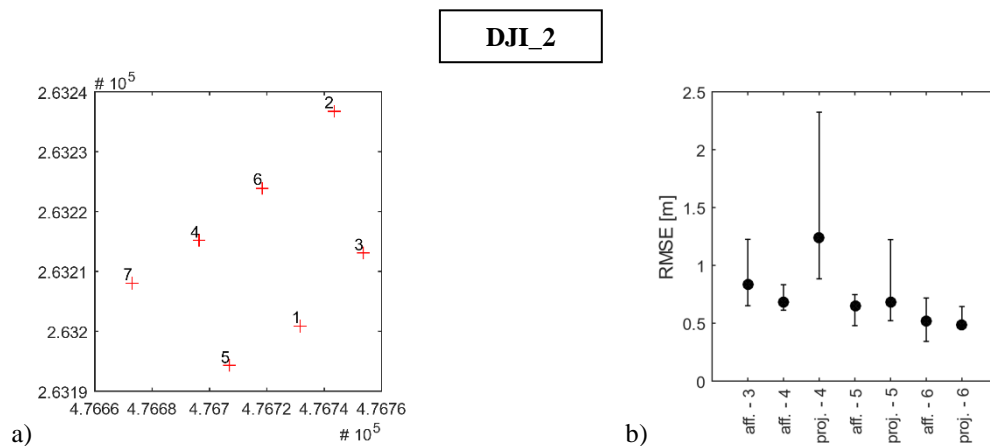 DJI_2
# 10^5
2.6324
2.6323
2.6322
2.6321
2.632
2.6319
2
6
4
3
7
1
5
4.7666 4.7668 4.767 4.7672 4.7674 4.7676
# 10^5
a)
RMSE [m]
2.5
2
1.5
1
0.5
0
aff. - 3
aff. - 4
proj. - 4
aff. - 5
proj. - 5
aff. - 6
proj. - 6
b)